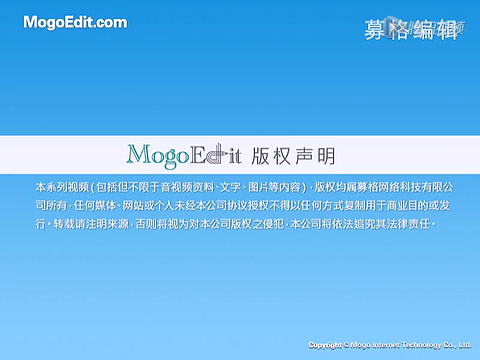 MogoEdit.com
募格编辑
MogoEdit 版权声明
本系列视频(包括但不限于音视频资料、文字、图片等内容),版权均属募格网络科技有限公
司所有,任何媒体、网站或个人未经本公司协议授权不得以任何方式复制用于商业目的或发
行。转载请注明来源,否则将视为对本公司版权之侵犯,本公司将依法追究其法律责任。
Copyright © Mogo Internet Technology Co., Ltd.